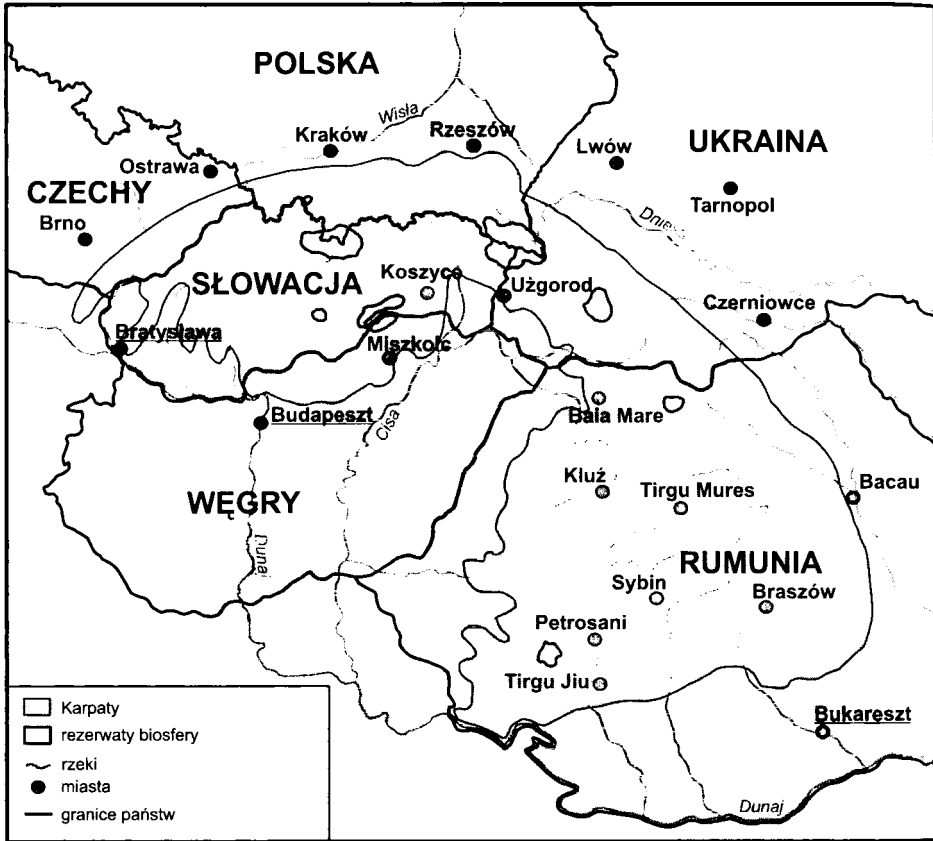 POLSKA
Wisła
Kraków
Rzeszów
Lwów
UKRAINA
Ostrawa
CZECHY
Tarnopol
Brno
Dnie
SŁOWACJA
Koszyce
Użgorod
Czerniowce
Bratysława
Miszkolc
Budapeszt
Cisa
Baia Mare
Kluż
Tirgu Mures
Bacau
WĘGRY
Dunaj
RUMUNIA
Sybin
Braszów
Petrosani
Tirgu Jiu
Bukareszt
Dunaj
Karpaty
rezerwaty biosfery
rzeki
miasta
granice państw